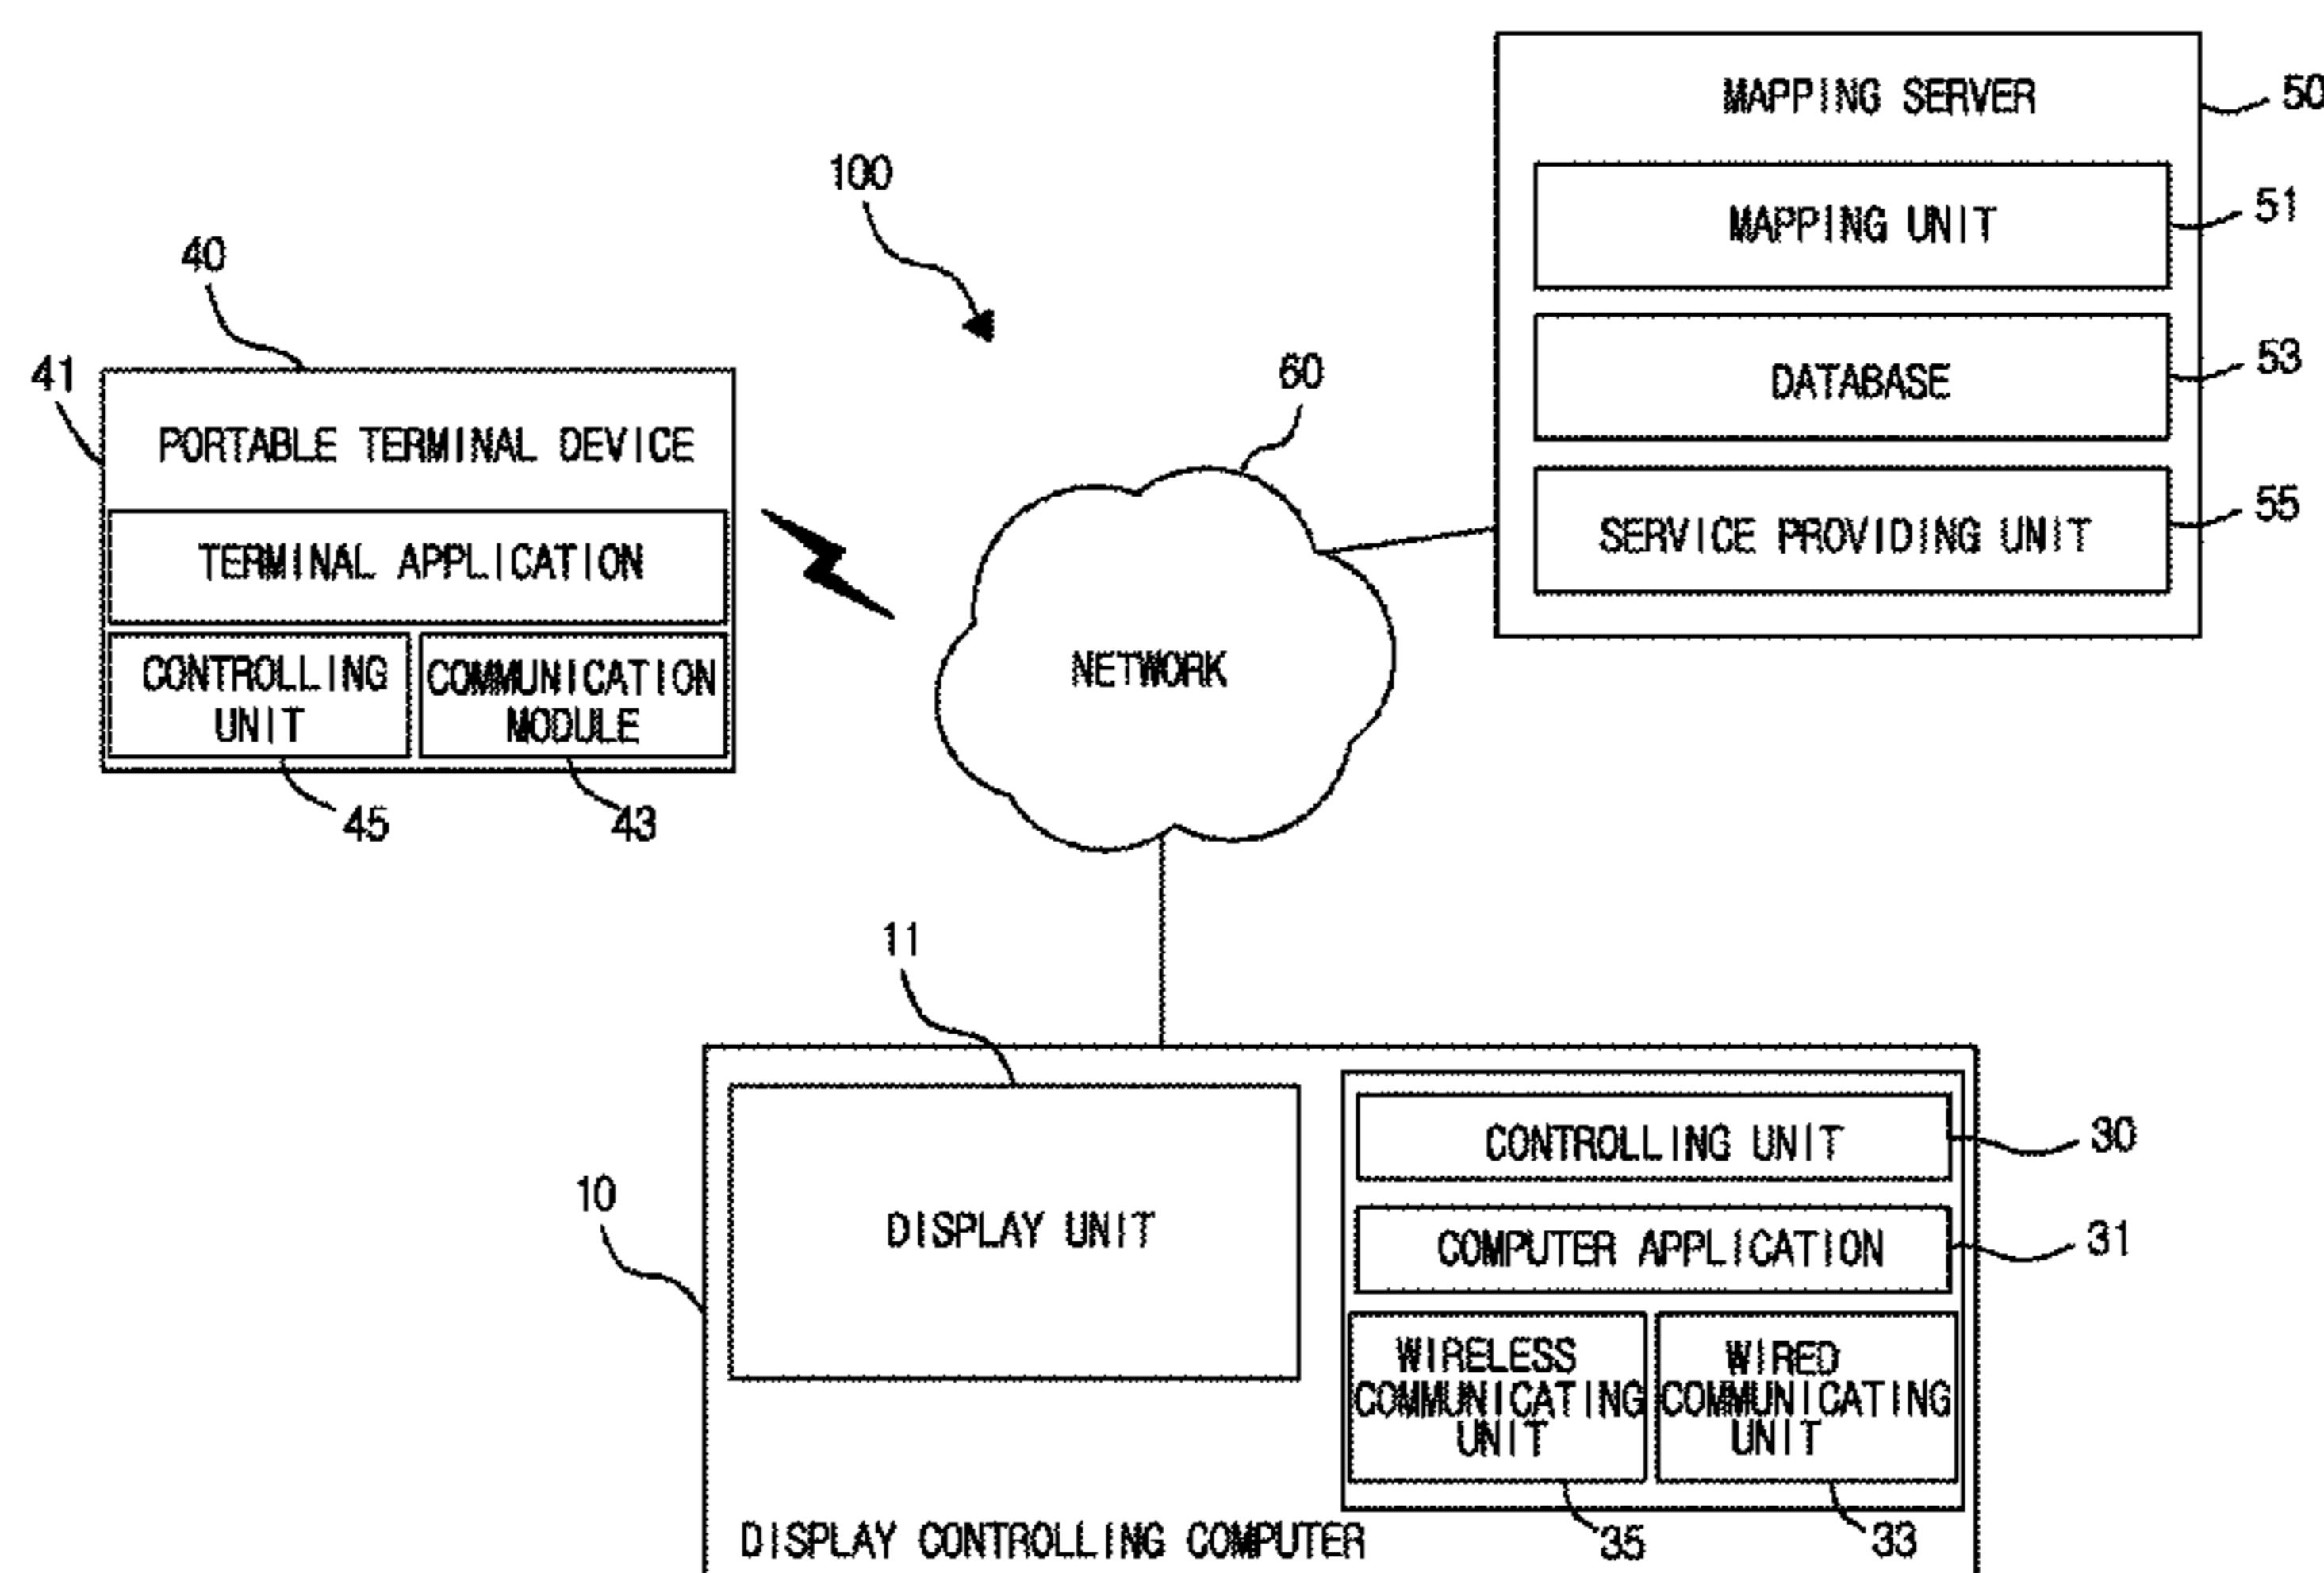 MAPPING SERVER
50
100
MAPPING UNIT
51
40
41
60
DATABASE
53
PORTABLE TERMINAL DEVICE
SERVICE PROVIDING UNIT
55
TERMINAL APPLICATION
CONTROLLING
UNIT
COMMUNICATION
MODULE
NETWORK
45
43
11
CONTROLLING UNIT
30
10
DISPLAY UNIT
COMPUTER APPLICATION
31
WIRELESS
COMMUNICATING
UNIT
WIRED
COMMUNICATING
UNIT
DISPLAY CONTROLLING COMPUTER
35
33